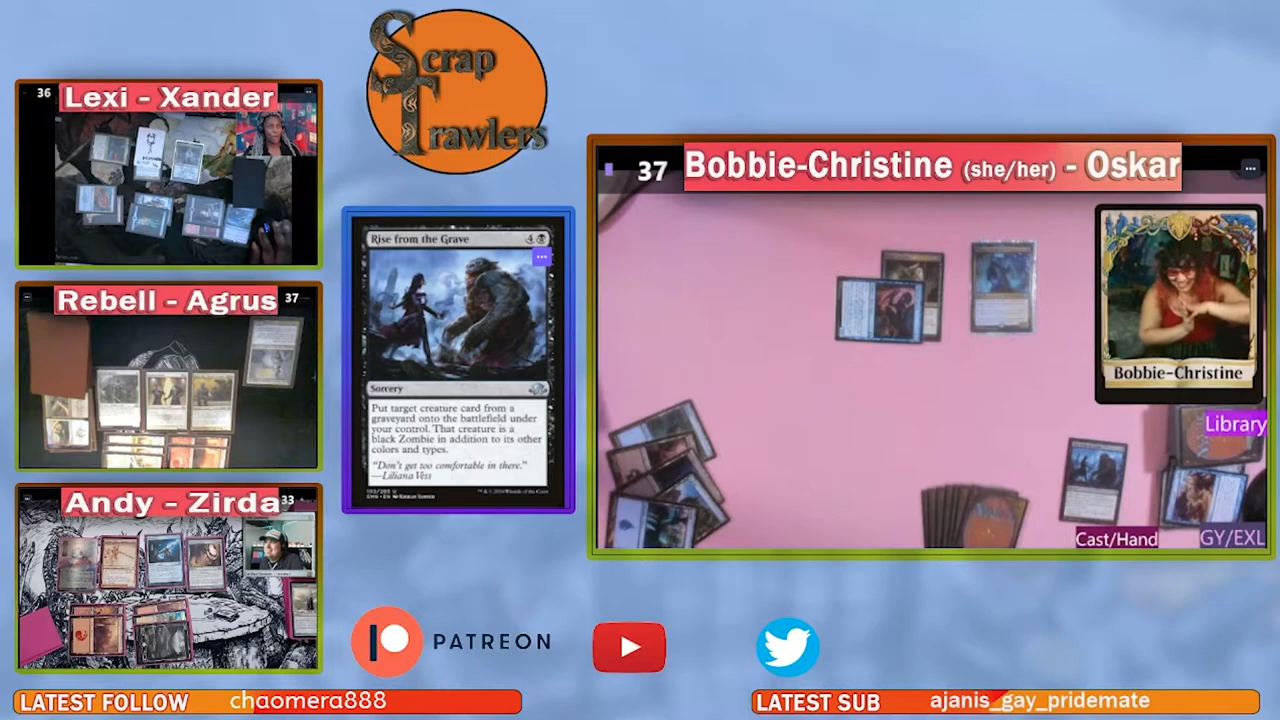 Scrap
Trawlers
36
Lexi - Xander
Rebell - Agrus
37
Andy - Zirda
33
Rise from the Grave
4
Sorcery
Put target creature card from a
graveyard onto the battlefield under
your control. That creature is a
black Zombie in addition to its other
colors and types.
"Don't get too comfortable in there."
—Liliana Vess
37
Bobbie-Christine (she/her) - Oskar
Bobbie-Christine
Library
Cast/Hand
GY/EXL
PATREON
LATEST FOLLOW
chaomera888
LATEST SUB
ajanis_gay_pridemate